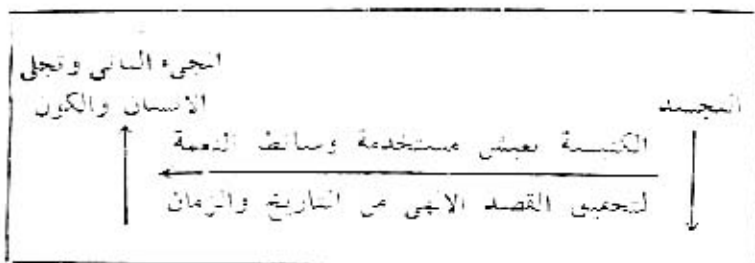 المجيء الثاني وتجلي
الانسان والكون
التجسد
الكنيسة تعيش مستخدمة وسائط النعمة
لتحقيق القصد الالهي من التاريخ والزمان